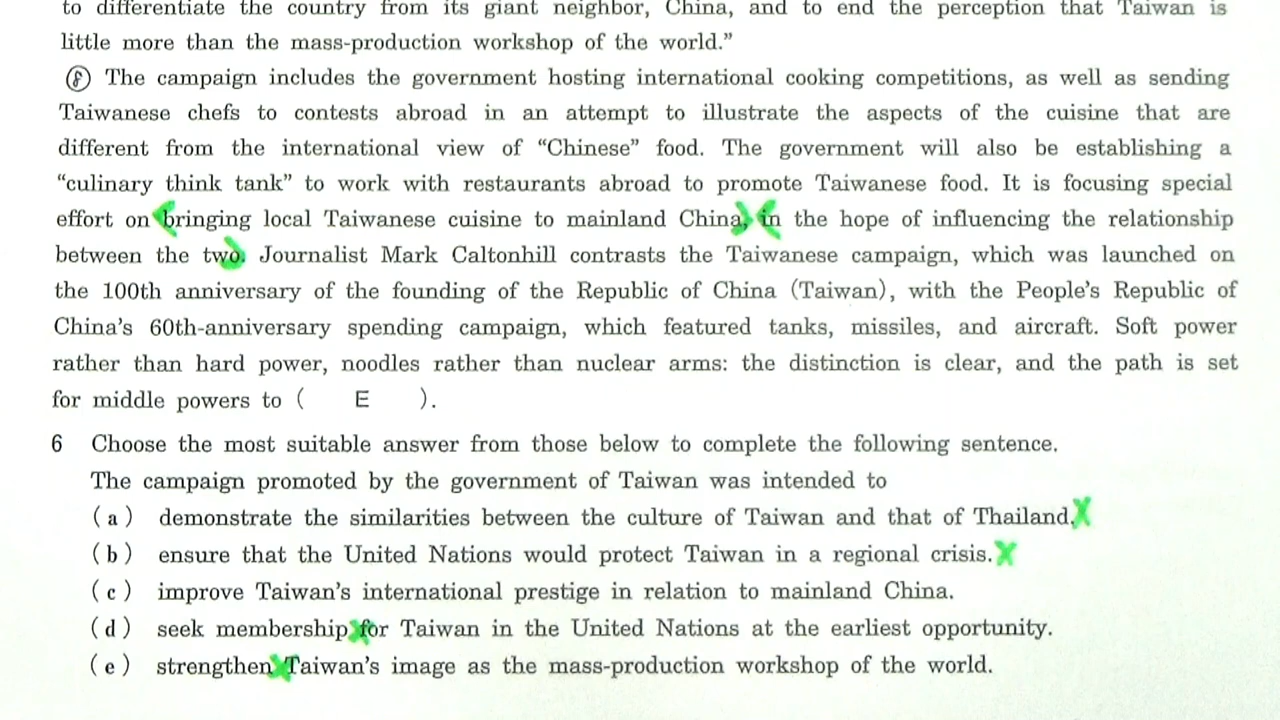 to differentiate the country from its giant neighbor, China, and to end the perception that Taiwan is
little more than the mass-production workshop of the world.”
⑧ The campaign includes the government hosting international cooking competitions, as well as sending
Taiwanese chefs to contests abroad in an attempt to illustrate the aspects of the cuisine that are
different from the international view of “Chinese” food. The government will also be establishing a
“culinary think tank” to work with restaurants abroad to promote Taiwanese food. It is focusing special
effort on bringing local Taiwanese cuisine to mainland China, in the hope of influencing the relationship
between the two. Journalist Mark Caltonhill contrasts the Taiwanese campaign, which was launched on
the 100th anniversary of the founding of the Republic of China (Taiwan), with the People’s Republic of
China’s 60th-anniversary spending campaign, which featured tanks, missiles, and aircraft. Soft power
rather than hard power, noodles rather than nuclear arms: the distinction is clear, and the path is set
for middle powers to ( E ).
6 Choose the most suitable answer from those below to complete the following sentence.
The campaign promoted by the government of Taiwan was intended to
(a) demonstrate the similarities between the culture of Taiwan and that of Thailand.
(b) ensure that the United Nations would protect Taiwan in a regional crisis.
(c) improve Taiwan’s international prestige in relation to mainland China.
(d) seek membership for Taiwan in the United Nations at the earliest opportunity.
(e) strengthen Taiwan’s image as the mass-production workshop of the world.